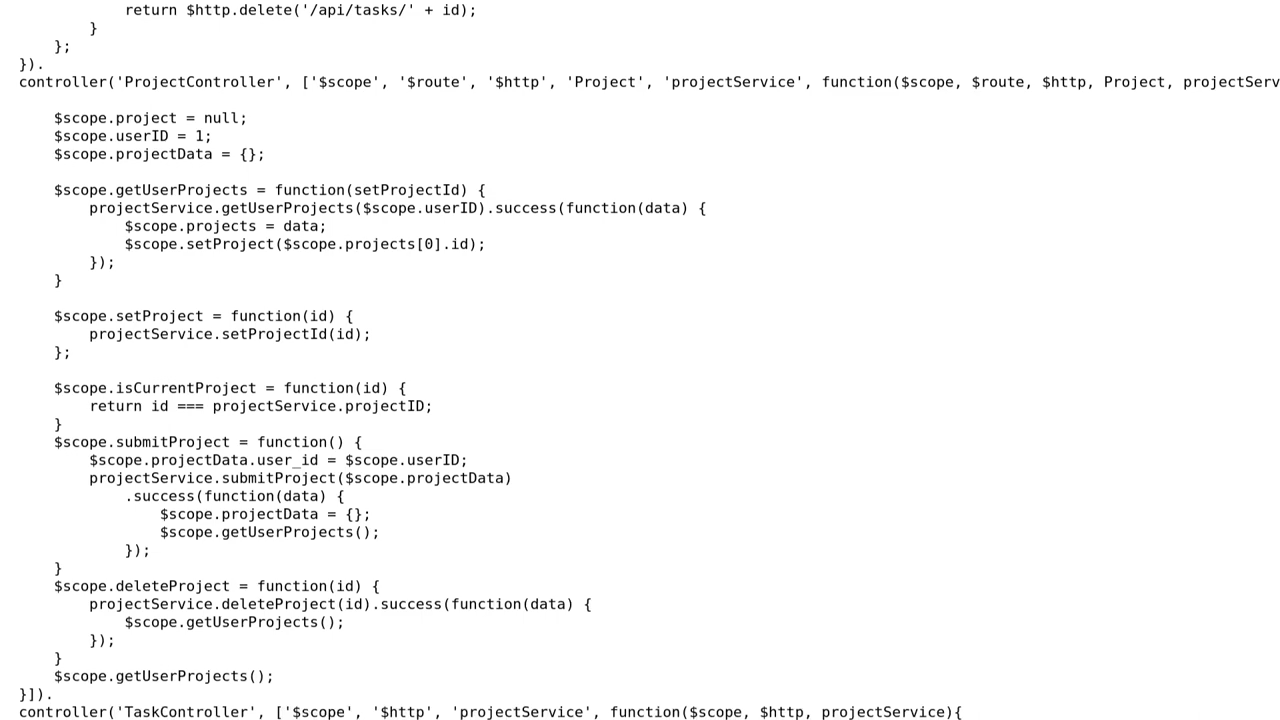 return $http.delete('/api/tasks/' + id);
        }
    };
}).
controller('ProjectController', ['$scope', '$route', '$http', 'Project', 'projectService', function($scope, $route, $http, Project, projectServ
    $scope.project = null;
    $scope.userID = 1;
    $scope.projectData = {};
    $scope.getUserProjects = function(setProjectId) {
        projectService.getUserProjects($scope.userID).success(function(data) {
            $scope.projects = data;
            $scope.setProject($scope.projects[0].id);
        });
    }
    $scope.setProject = function(id) {
        projectService.setProjectId(id);
    };
    $scope.isCurrentProject = function(id) {
        return id === projectService.projectID;
    }
    $scope.submitProject = function() {
        $scope.projectData.user_id = $scope.userID;
        projectService.submitProject($scope.projectData)
            .success(function(data) {
                $scope.projectData = {};
                $scope.getUserProjects();
            });
    }
    $scope.deleteProject = function(id) {
        projectService.deleteProject(id).success(function(data) {
            $scope.getUserProjects();
        });
    }
    $scope.getUserProjects();
}]).
controller('TaskController', ['$scope', '$http', 'projectService', function($scope, $http, projectService){